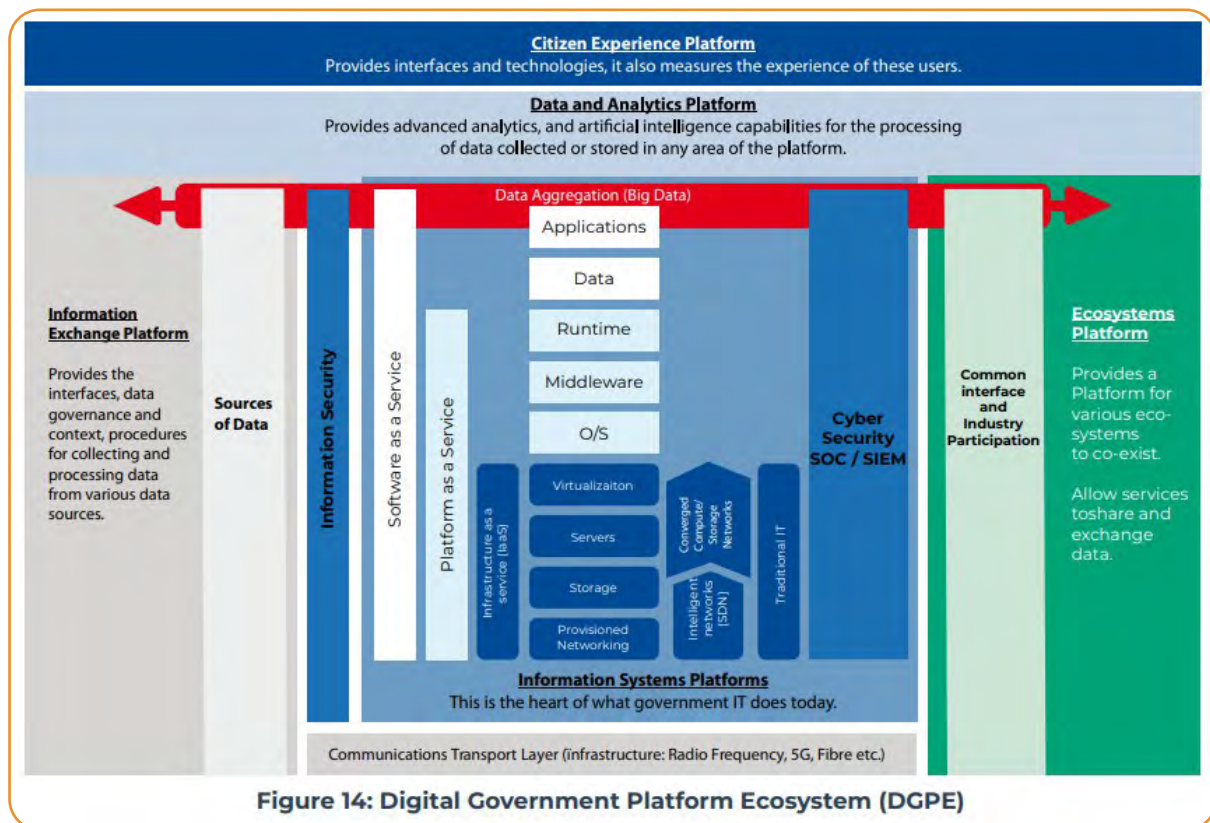 Citizen Experience Platform
Provides interfaces and technologies, it also measures the experience of these users.
Data and Analytics Platform
Provides advanced analytics, and artificial intelligence capabilities for the processing
of data collected or stored in any area of the platform.
Data Aggregation (Big Data)
Information
Exchange Platform
Provides the
interfaces, data
governance and
context, procedures
for collecting and
processing data
from various data
sources.
Sources
of Data
Information Security
Software as a Service
Platform as a Service
Infrastructure as a
service (IaaS)
Applications
Data
Runtime
Middleware
O/S
Virtualizaiton
Servers
Storage
Provisioned
Networking
Converged
Compute/
Storage
Networks
Intelligent
networks
(SDN)
Traditional IT
Cyber
Security
SOC / SIEM
Common
interface
and
Industry
Participation
Ecosystems
Platform
Provides a
Platform for
various eco-
systems
to co-exist.
Allow services
toshare and
exchange
data.
Information Systems Platforms
This is the heart of what government IT does today.
Communications Transport Layer (infrastructure: Radio Frequency, 5G, Fibre etc.)
Figure 14: Digital Government Platform Ecosystem (DGPE)